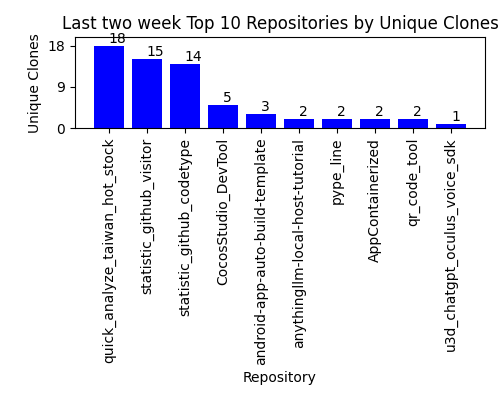 Last two week Top 10 Repositories by Unique Clones
Unique Clones
18
9
0
18
15
14
5
3
2
2
2
2
1
quick_analyze_taiwan_hot_stock
statistic_github_visitor
statistic_github_codetype
CocosStudio_DevTool
android-app-auto-build-template
anythingllm-local-host-tutorial
pype_line
AppContainerized
qr_code_tool
u3d_chatgpt_oculus_voice_sdk
Repository